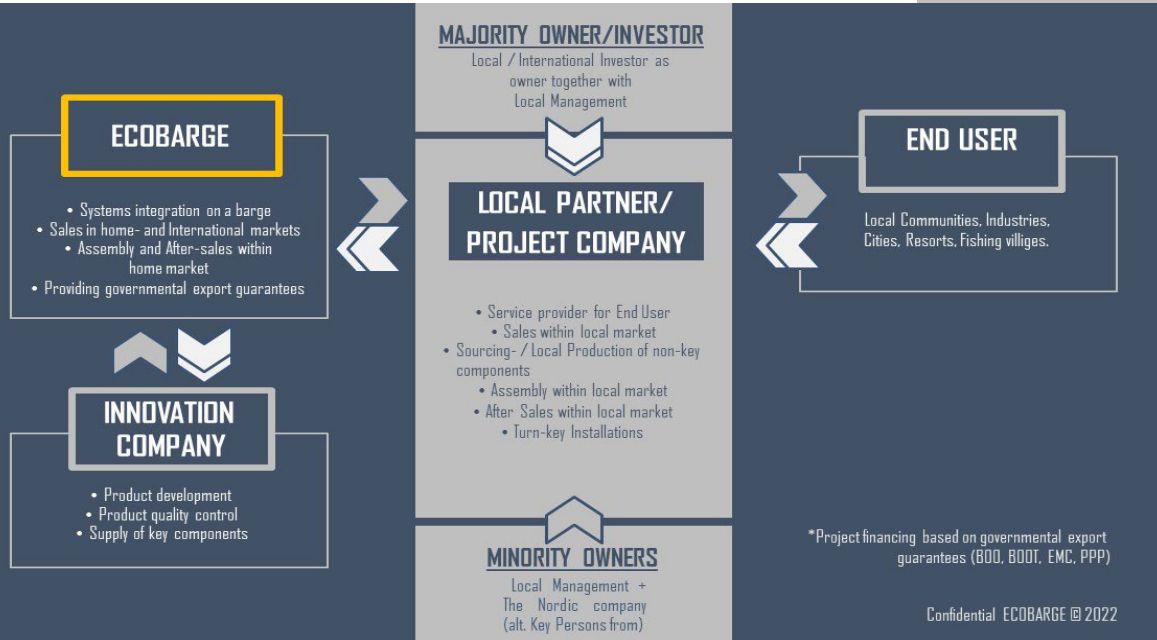 MAJORITY OWNER/INVESTOR
Local / International Investor as
owner together with
Local Management
ECOBARGE
• Systems integration on a barge
• Sales in home- and International markets
• Assembly and After-sales within
home market
• Providing governmental export guarantees
INNOVATION
COMPANY
• Product development
• Product quality control
• Supply of key components
LOCAL PARTNER/
PROJECT COMPANY
• Service provider for End User
• Sales within local market
• Sourcing- / Local Production of non-key
components
• Assembly within local market
• After Sales within local market
• Turn-key Installations
MINORITY OWNERS
Local Management +
The Nordic company
(alt. Key Persons from)
END USER
Local Communities, Industries,
Cities, Resorts, Fishing villiges.
*Project financing based on governmental export
guarantees (BOO, BOOT, EMC, PPP)
Confidential ECOBARGE © 2022